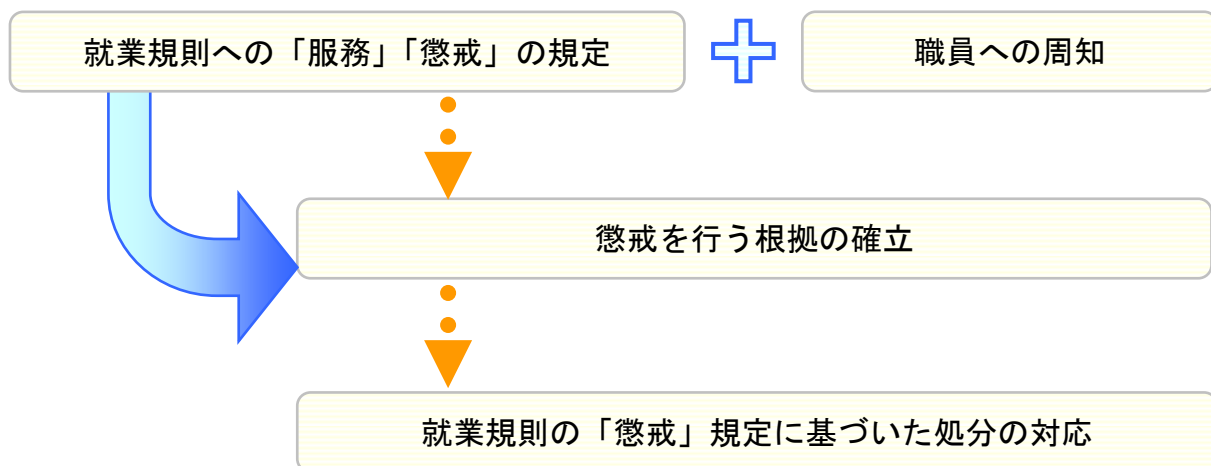 就業規則への「服務」「懲戒」の規定
職員への周知
懲戒を行う根拠の確立
就業規則の「懲戒」規定に基づいた処分の対応